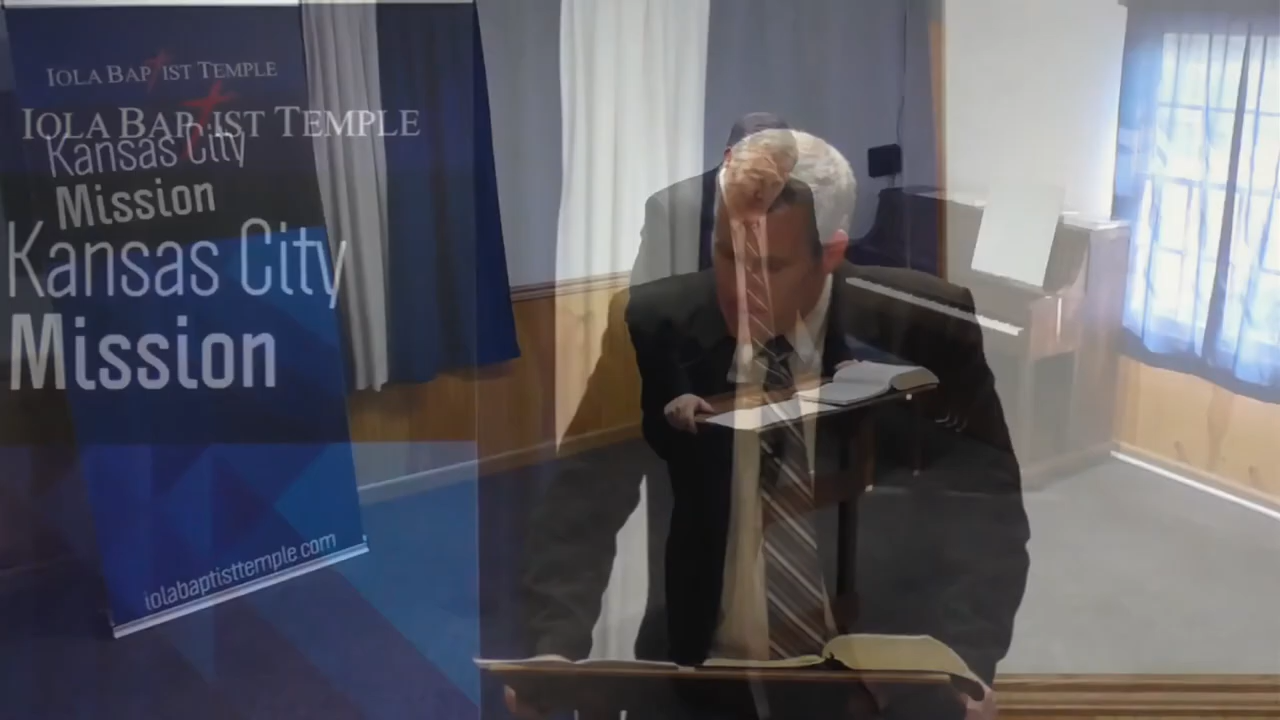 IOLA BAPTIST TEMPLE
IOLA BAPTIST TEMPLE
Kansas City
Mission
Kansas City
Mission
iolabaptisttemple.com